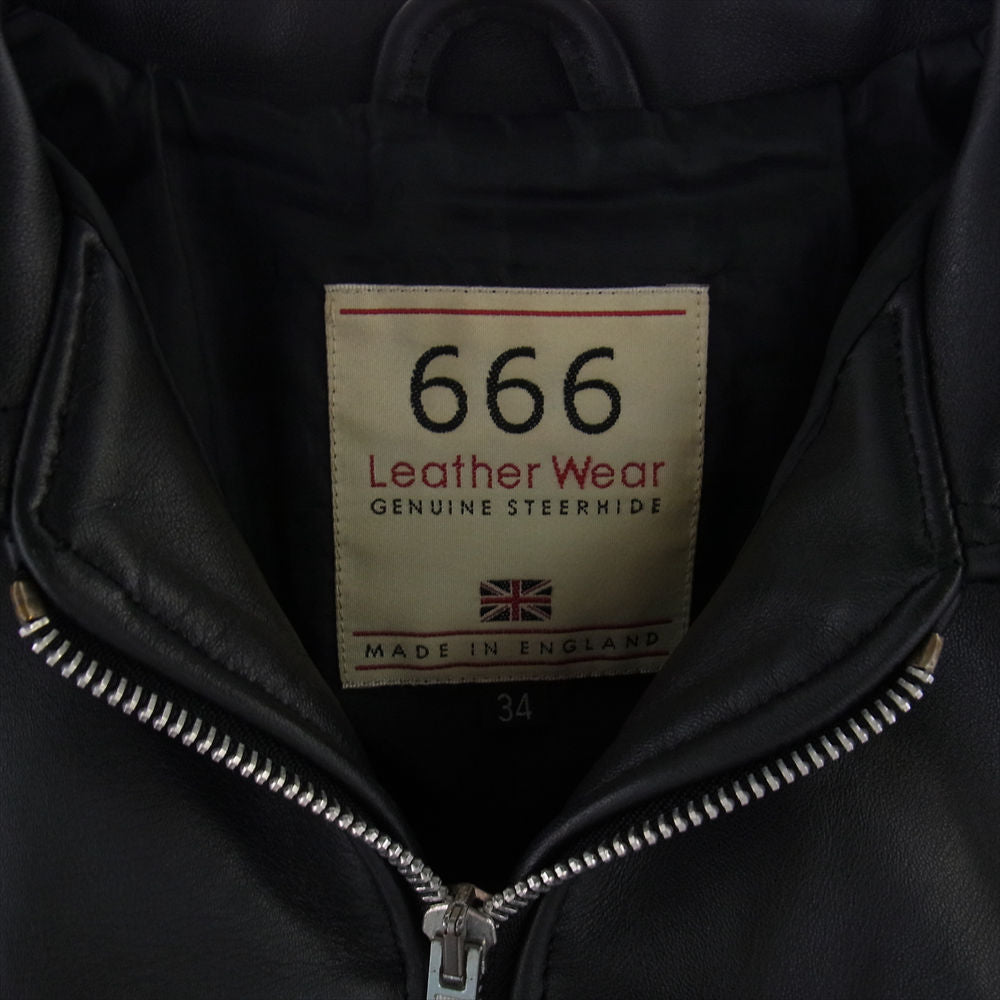 666
Leather Wear
GENUINE STEERHIDE
MADE IN ENGLAND
34